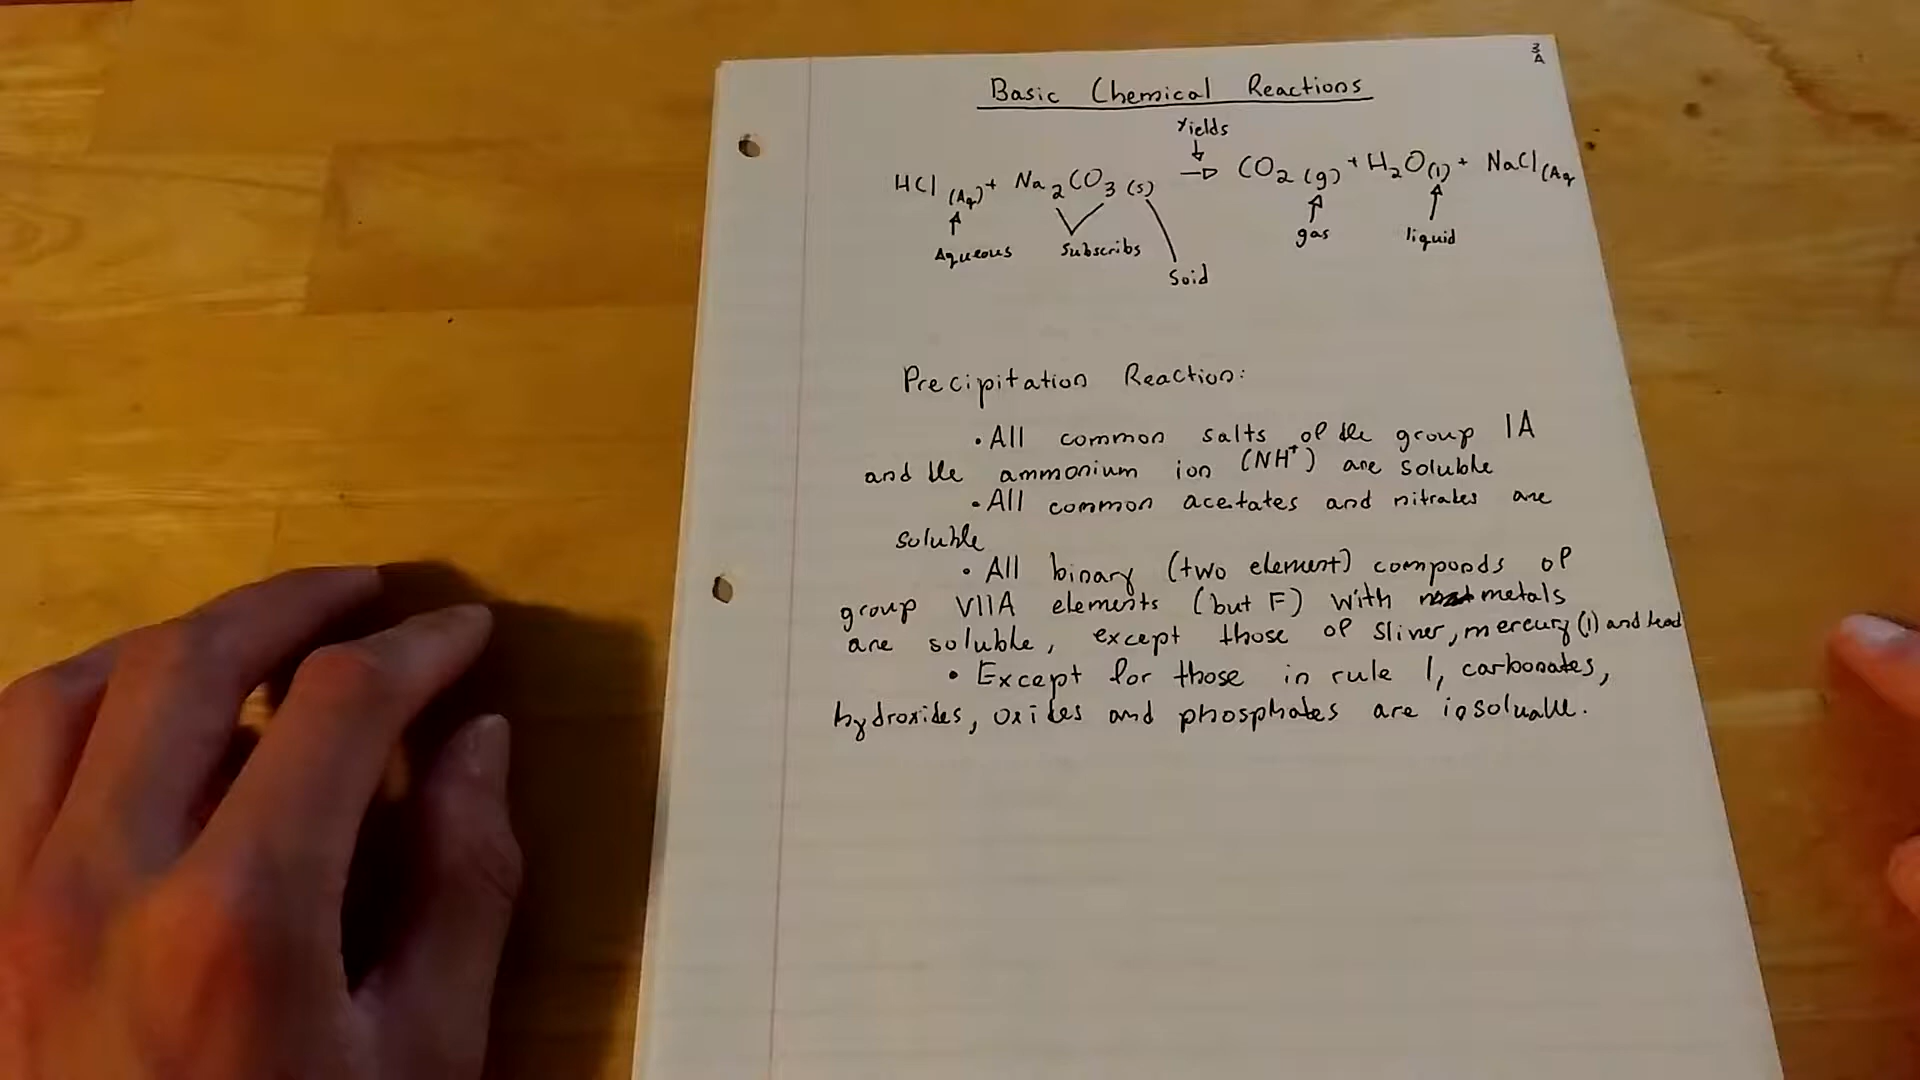 3
A
Basic Chemical Reactions
Yields
HCl (Aq) + Na2CO3 (s) → CO2 (g) + H2O(l) + NaCl(Aq
Aqueous Subscribs gas liquid
Soid
Precipitation Reaction:
• All common salts of the group IA
and the ammonium ion (NH+) are soluble
• All common acetates and nitrates are
soluble
• All binary (two element) componds of
group VIIA elements (but F) with metals
are soluble, except those of sliver, mercury (I) and lead
• Except for those in rule 1, carbonates,
hydroxides, oxides and phosphates are insoluable.